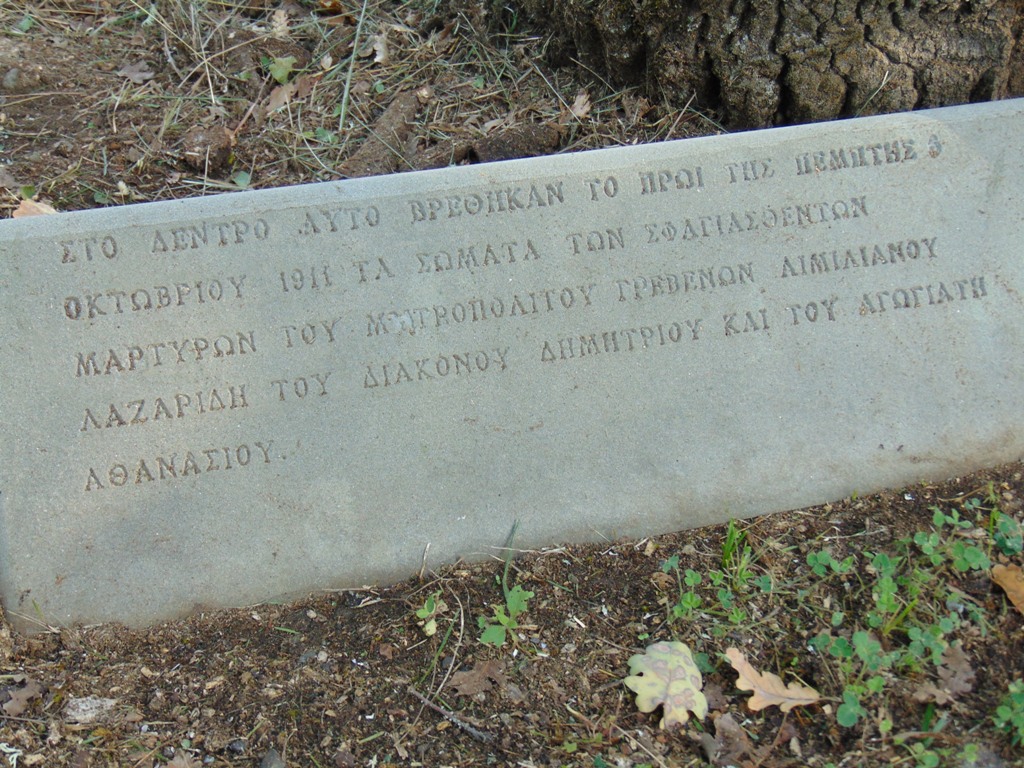 ΣΤΟ ΔΕΝΤΡΟ ΑΥΤΟ ΒΡΕΘΗΚΑΝ ΤΟ ΠΡΩΙ ΤΗΣ ΠΕΜΠΤΗΣ
ΟΚΤΩΒΡΙΟΥ 1911 ΤΑ ΣΩΜΑΤΑ ΤΩΝ ΣΦΑΓΙΑΣΘΕΝΤΩΝ
ΜΑΡΤΥΡΩΝ ΤΟΥ ΜΗΤΡΟΠΟΛΙΤΟΥ ΓΡΕΒΕΝΩΝ ΑΙΜΙΛΙΑΝΟΥ
ΛΑΖΑΡΙΔΗ ΤΟΥ ΔΙΑΚΟΝΟΥ ΔΗΜΗΤΡΙΟΥ ΚΑΙ ΤΟΥ ΑΓΩΓΙΑΤΗ
ΑΘΑΝΑΣΙΟΥ.